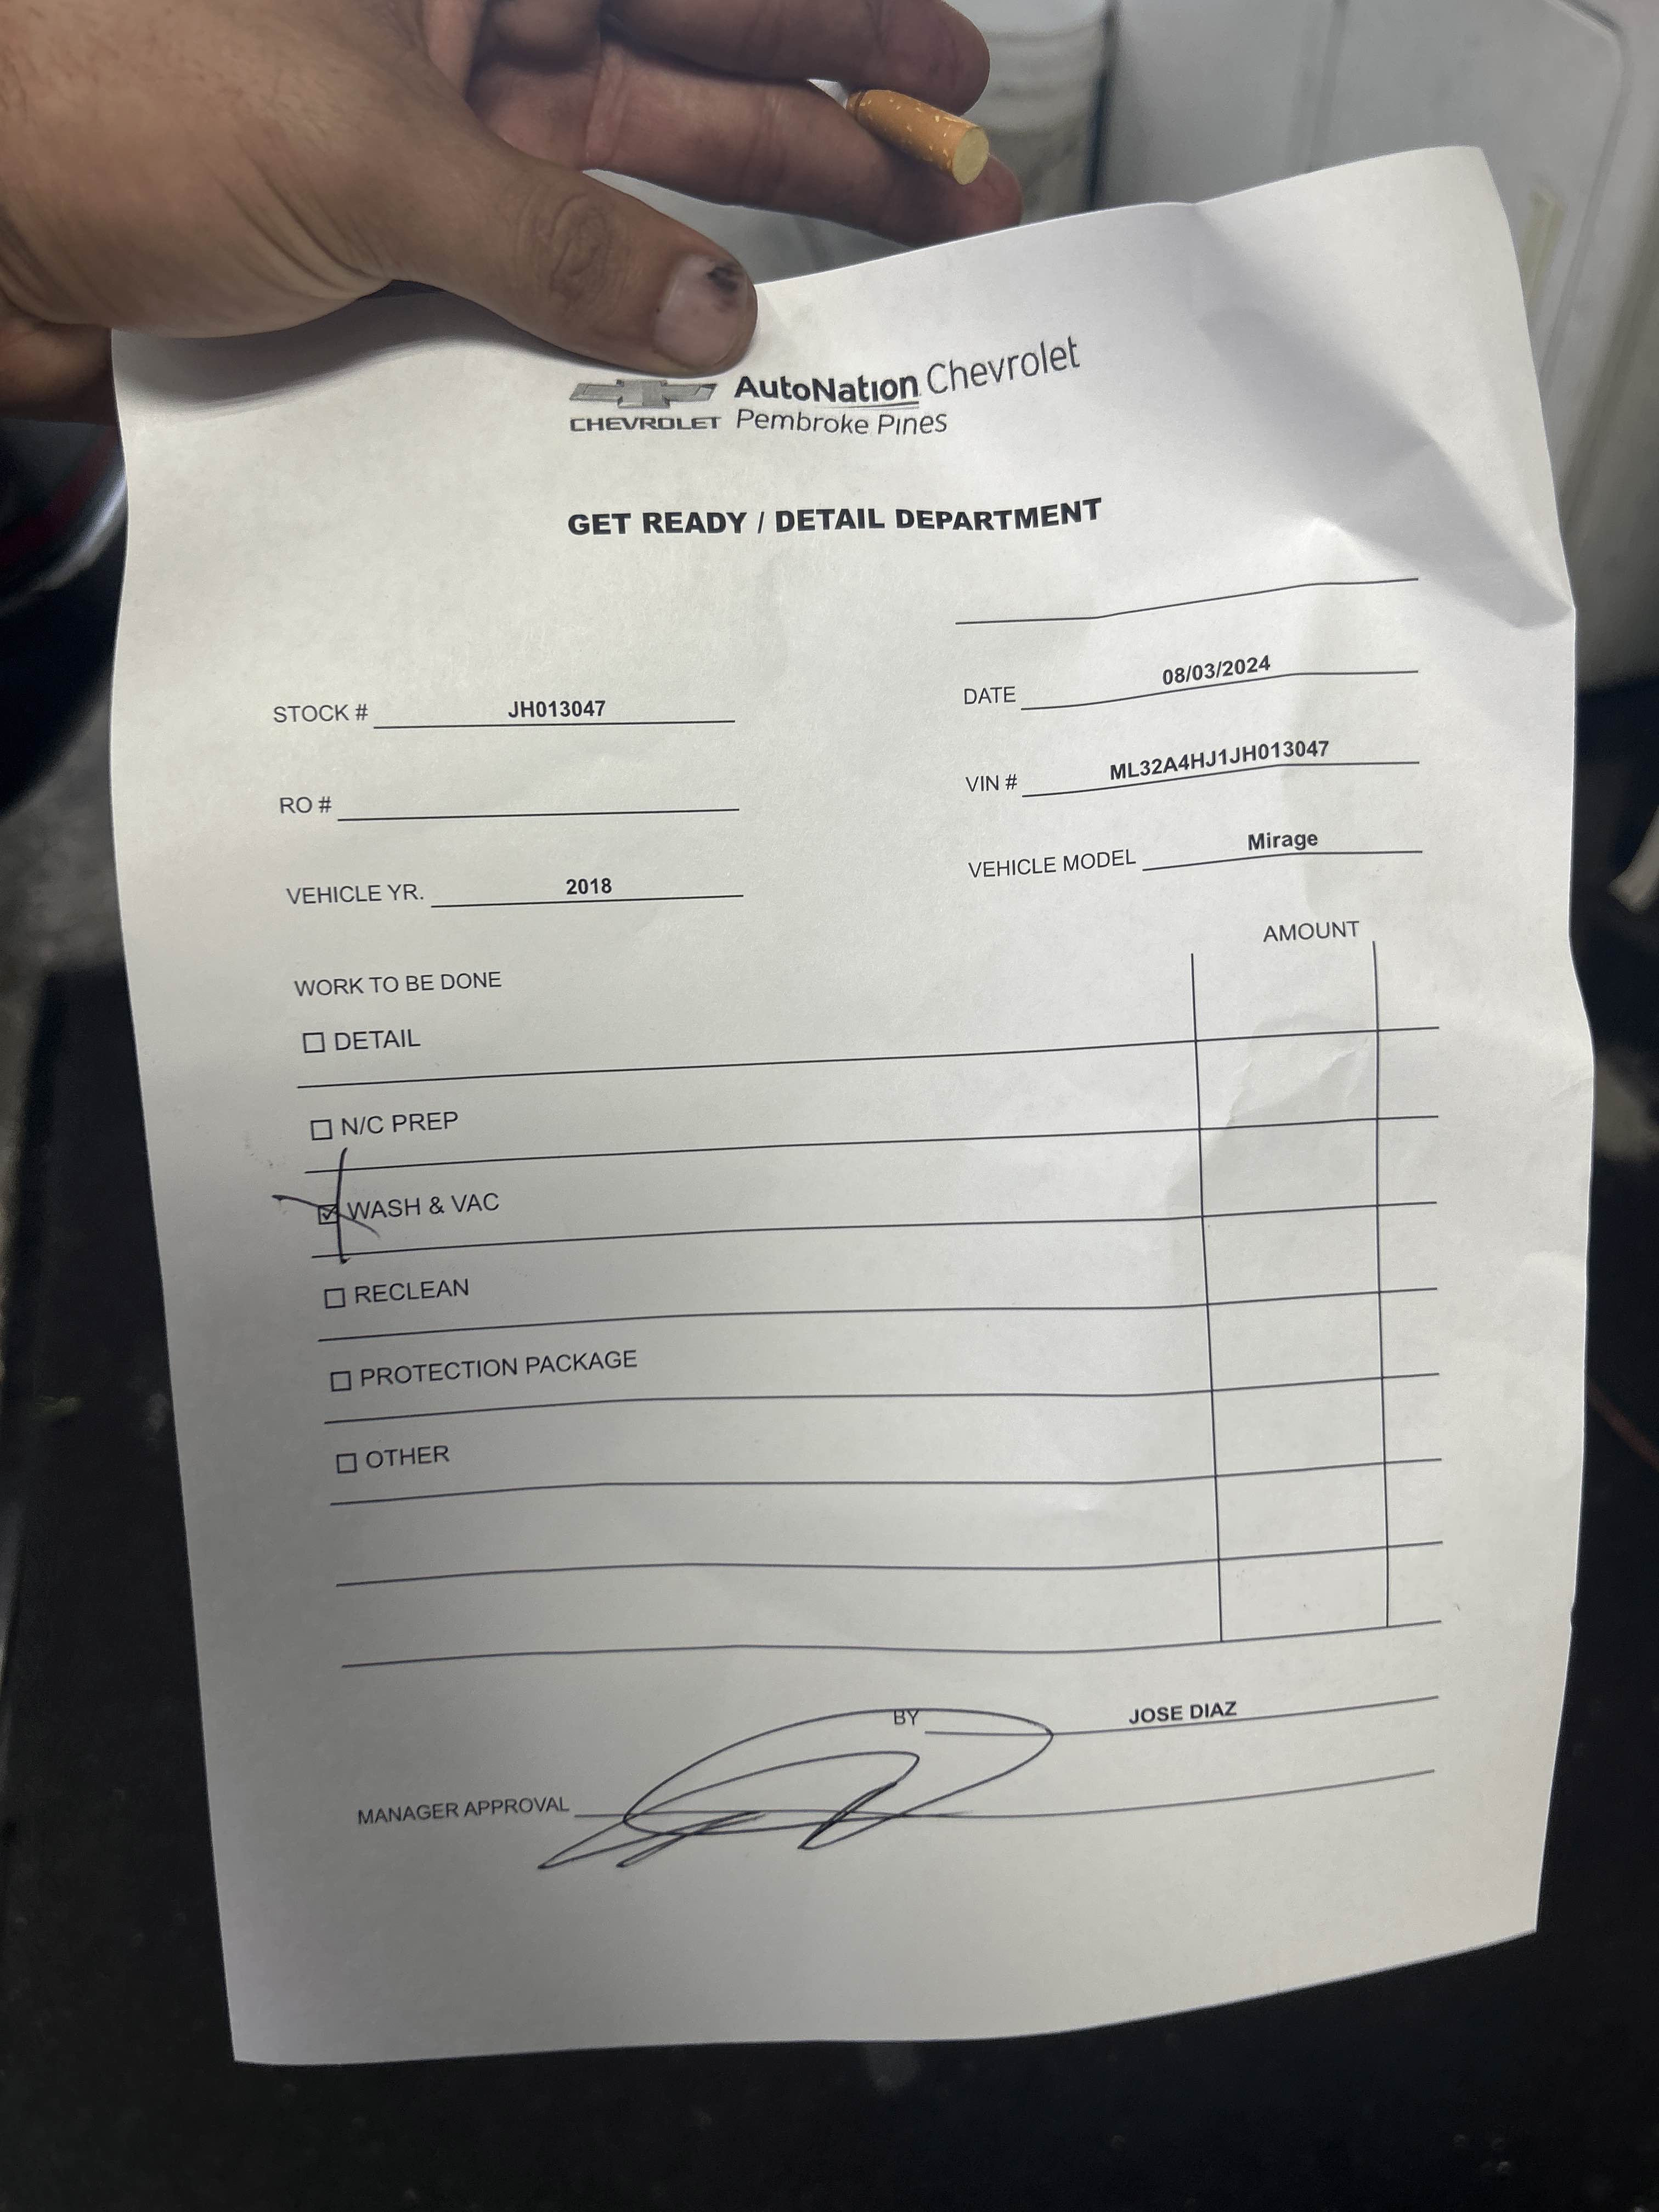 AutoNation Chevrolet
CHEVROLET Pembroke Pines
GET READY / DETAIL DEPARTMENT
STOCK # JH013047
DATE 08/03/2024
RO #
VIN # ML32A4HJ1JH013047
VEHICLE YR. 2018
VEHICLE MODEL Mirage
AMOUNT
WORK TO BE DONE
DETAIL
N/C PREP
WASH & VAC
RECLEAN
PROTECTION PACKAGE
OTHER
BY JOSE DIAZ
MANAGER APPROVAL